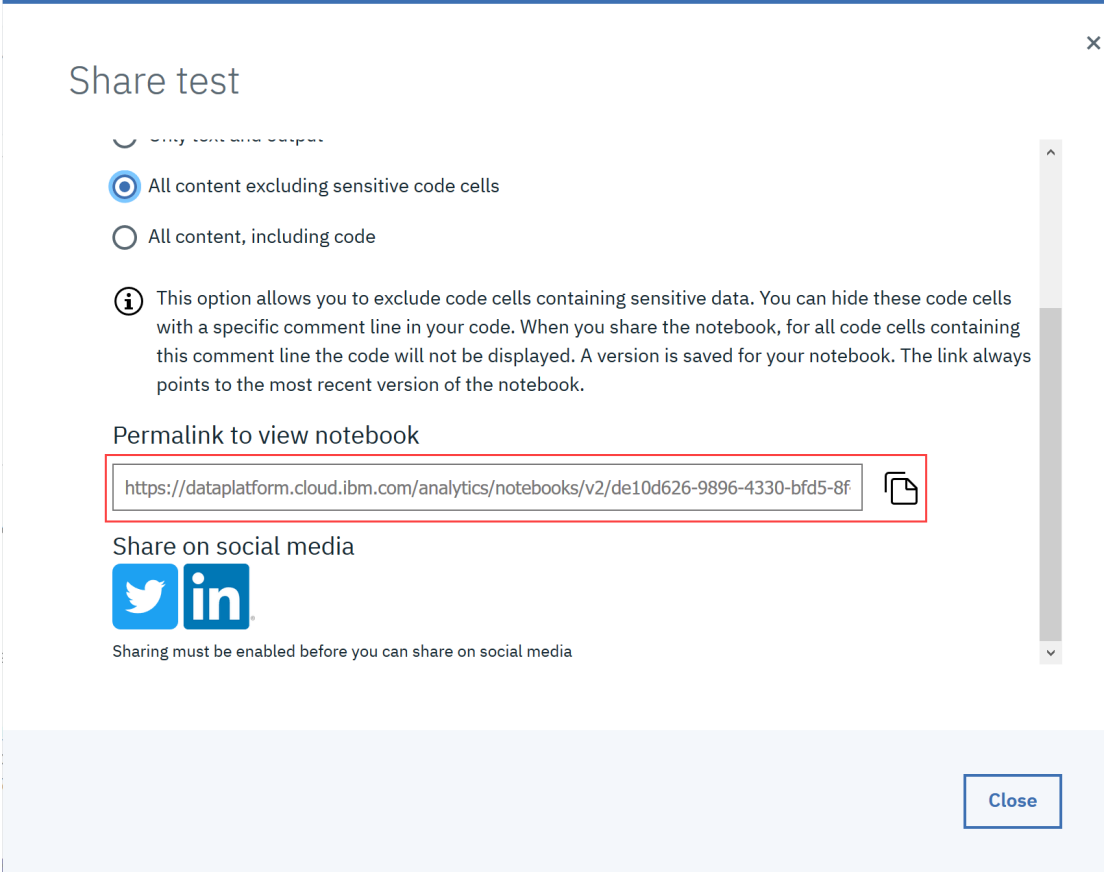 Share test
Only text and output
All content excluding sensitive code cells
All content, including code
This option allows you to exclude code cells containing sensitive data. You can hide these code cells
with a specific comment line in your code. When you share the notebook, for all code cells containing
this comment line the code will not be displayed. A version is saved for your notebook. The link always
points to the most recent version of the notebook.
Permalink to view notebook
https://dataplatform.cloud.ibm.com/analytics/notebooks/v2/de10d626-9896-4330-bfd5-8f
Share on social media
in
Sharing must be enabled before you can share on social media
Close